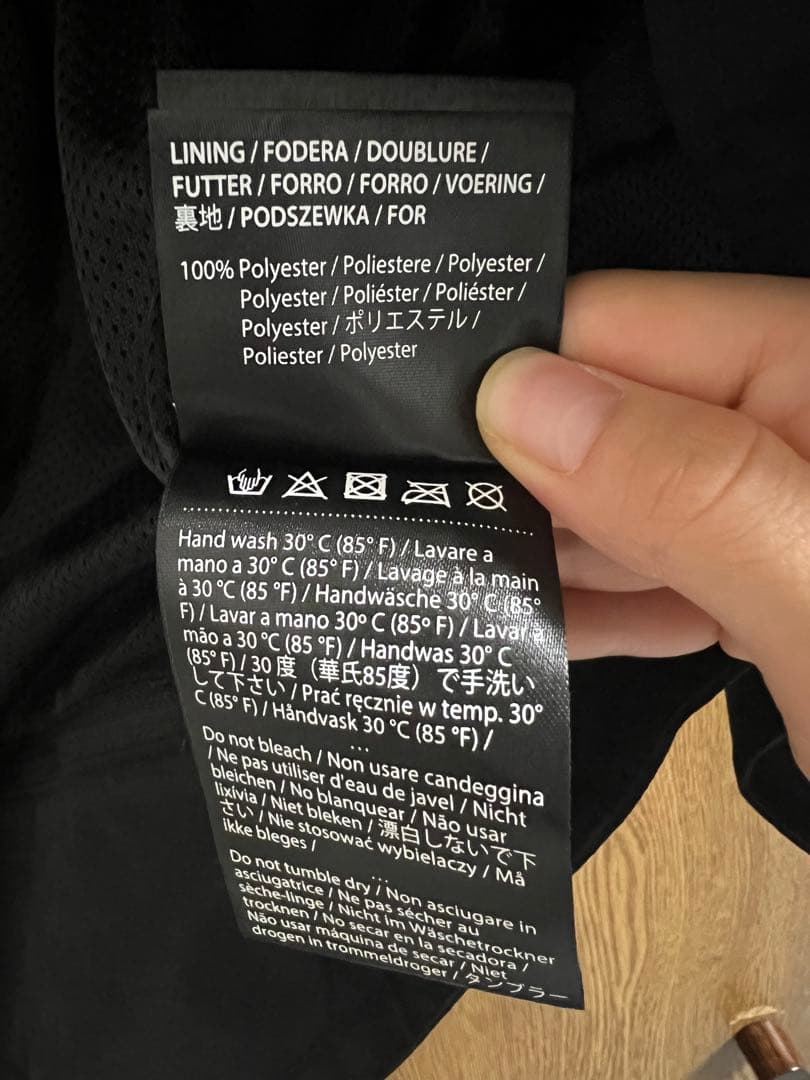 LINING / FODERA / DOUBLURE /
FUTTER / FORRO / FORRO / VOERING /
裏地 / PODSZEWKA / FOR
100% Polyester / Poliestere / Polyester /
Polyester / Poliéster / Poliéster /
Polyester / ポリエステル /
Poliester / Polyester
Hand wash 30° C (85° F) / Lavare a
mano a 30° C (85° F) / Lavage à la main
à 30 °C (85 °F) / Handwäsche 30° C (85°
F) / Lavar a mano 30º C (85º F) / Lavar à
mão a 30 °C (85 °F) / Handwas 30° C
(85° F) / 30 度（華氏85度）で手洗い
して下さい / Prać ręcznie w temp. 30°
C (85° F) / Håndvask 30 °C (85 °F) /
...
Do not bleach / Non usare candeggina
/ Ne pas utiliser d'eau de javel / Nicht
bleichen / No blanquear / Não usar
lixívia / Niet bleken / 漂白しないで下
さい / Nie stosować wybielaczy / Må
ikke bleges /
...
Do not tumble dry / Non asciugare in
asciugatrice / Ne pas sécher au
sèche-linge / Nicht im Wäschetrockner
trocknen / No secar en la secadora /
Não usar máquina de secar / Niet
drogen in trommeldroger / タンブラー